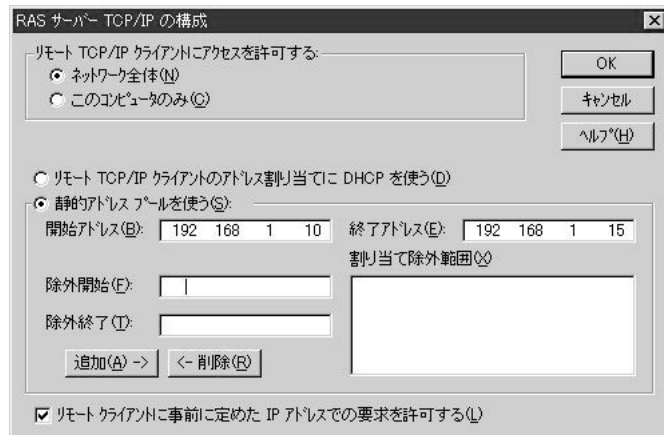 RAS サーバー TCP/IP の構成
リモート TCP/IP クライアントにアクセスを許可する:
ネットワーク全体(N)
このコンピュータのみ(C)
OK
キャンセル
ヘルプ(H)
リモート TCP/IP クライアントのアドレス割り当てに DHCP を使う(D)
静的アドレス プールを使う(S):
開始アドレス(B): 192 168 1 10 終了アドレス(E): 192 168 1 15
割り当て除外範囲(X)
除外開始(F):
除外終了(T):
追加(A) -> <- 削除(R)
リモート クライアントに事前に定めた IP アドレスでの要求を許可する(L)